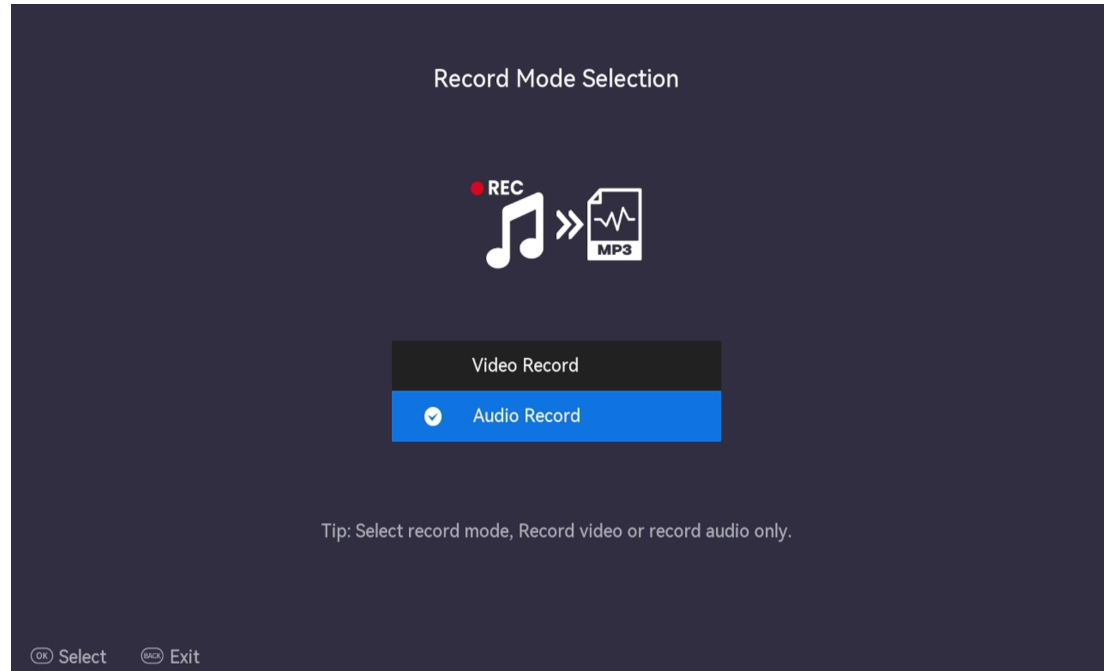 Record Mode Selection
REC
MP3
Video Record
Audio Record
Tip: Select record mode, Record video or record audio only.
OK Select BACK Exit